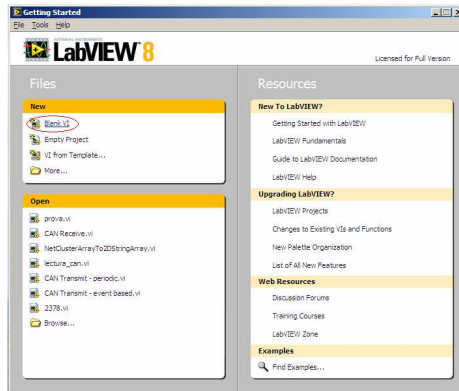 Getting Started
File Tools Help
NATIONAL INSTRUMENTS
LabVIEW 8
Licensed for Full Version
Files
New
Blank VI
Empty Project
VI from Template...
More...
Open
prova.vi
CAN Receive.vi
NetClusterArrayTo2DStringArray.vi
lectura_can.vi
CAN Transmit - periodic.vi
CAN Transmit - event based.vi
2378.vi
Browse...
Resources
New To LabVIEW?
Getting Started with LabVIEW
LabVIEW Fundamentals
Guide to LabVIEW Documentation
LabVIEW Help
Upgrading LabVIEW?
LabVIEW Projects
Changes to Existing VIs and Functions
New Palette Organization
List of All New Features
Web Resources
Discussion Forums
Training Courses
LabVIEW Zone
Examples
Find Examples...